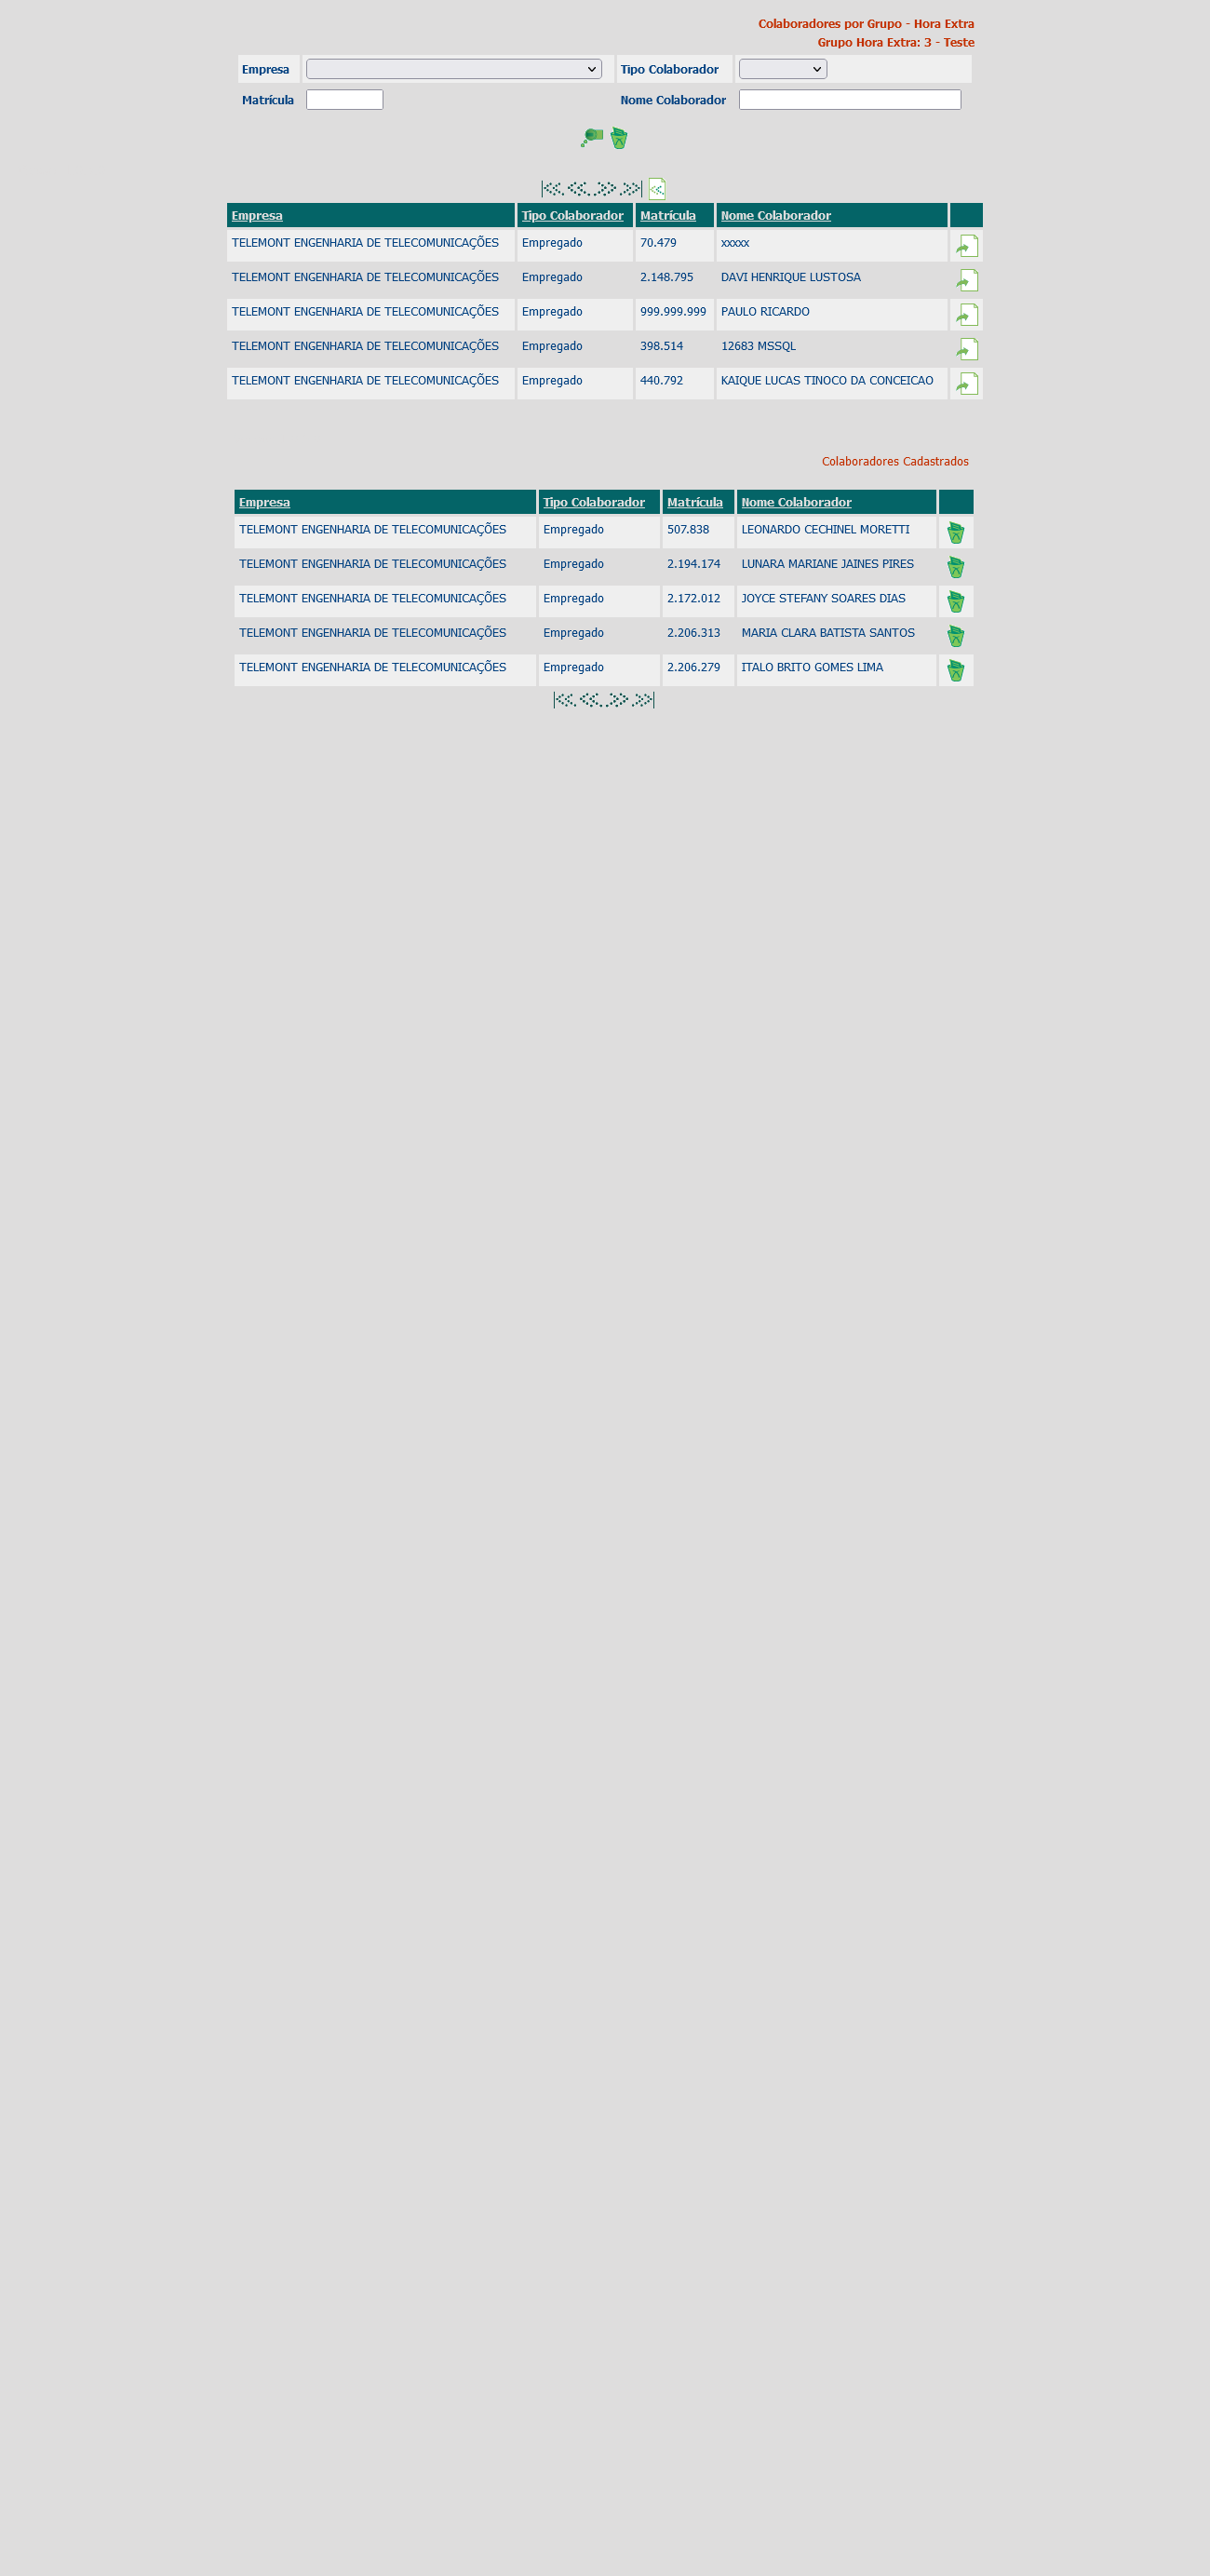 Colaboradores por Grupo - Hora Extra
Grupo Hora Extra: 3 - Teste
Empresa Tipo Colaborador
Matrícula Nome Colaborador
Empresa Tipo Colaborador Matrícula Nome Colaborador
TELEMONT ENGENHARIA DE TELECOMUNICAÇÕES Empregado 70.479 xxxxx
TELEMONT ENGENHARIA DE TELECOMUNICAÇÕES Empregado 2.148.795 DAVI HENRIQUE LUSTOSA
TELEMONT ENGENHARIA DE TELECOMUNICAÇÕES Empregado 999.999.999 PAULO RICARDO
TELEMONT ENGENHARIA DE TELECOMUNICAÇÕES Empregado 398.514 12683 MSSQL
TELEMONT ENGENHARIA DE TELECOMUNICAÇÕES Empregado 440.792 KAIQUE LUCAS TINOCO DA CONCEICAO
Colaboradores Cadastrados
Empresa Tipo Colaborador Matrícula Nome Colaborador
TELEMONT ENGENHARIA DE TELECOMUNICAÇÕES Empregado 507.838 LEONARDO CECHINEL MORETTI
TELEMONT ENGENHARIA DE TELECOMUNICAÇÕES Empregado 2.194.174 LUNARA MARIANE JAINES PIRES
TELEMONT ENGENHARIA DE TELECOMUNICAÇÕES Empregado 2.172.012 JOYCE STEFANY SOARES DIAS
TELEMONT ENGENHARIA DE TELECOMUNICAÇÕES Empregado 2.206.313 MARIA CLARA BATISTA SANTOS
TELEMONT ENGENHARIA DE TELECOMUNICAÇÕES Empregado 2.206.279 ITALO BRITO GOMES LIMA